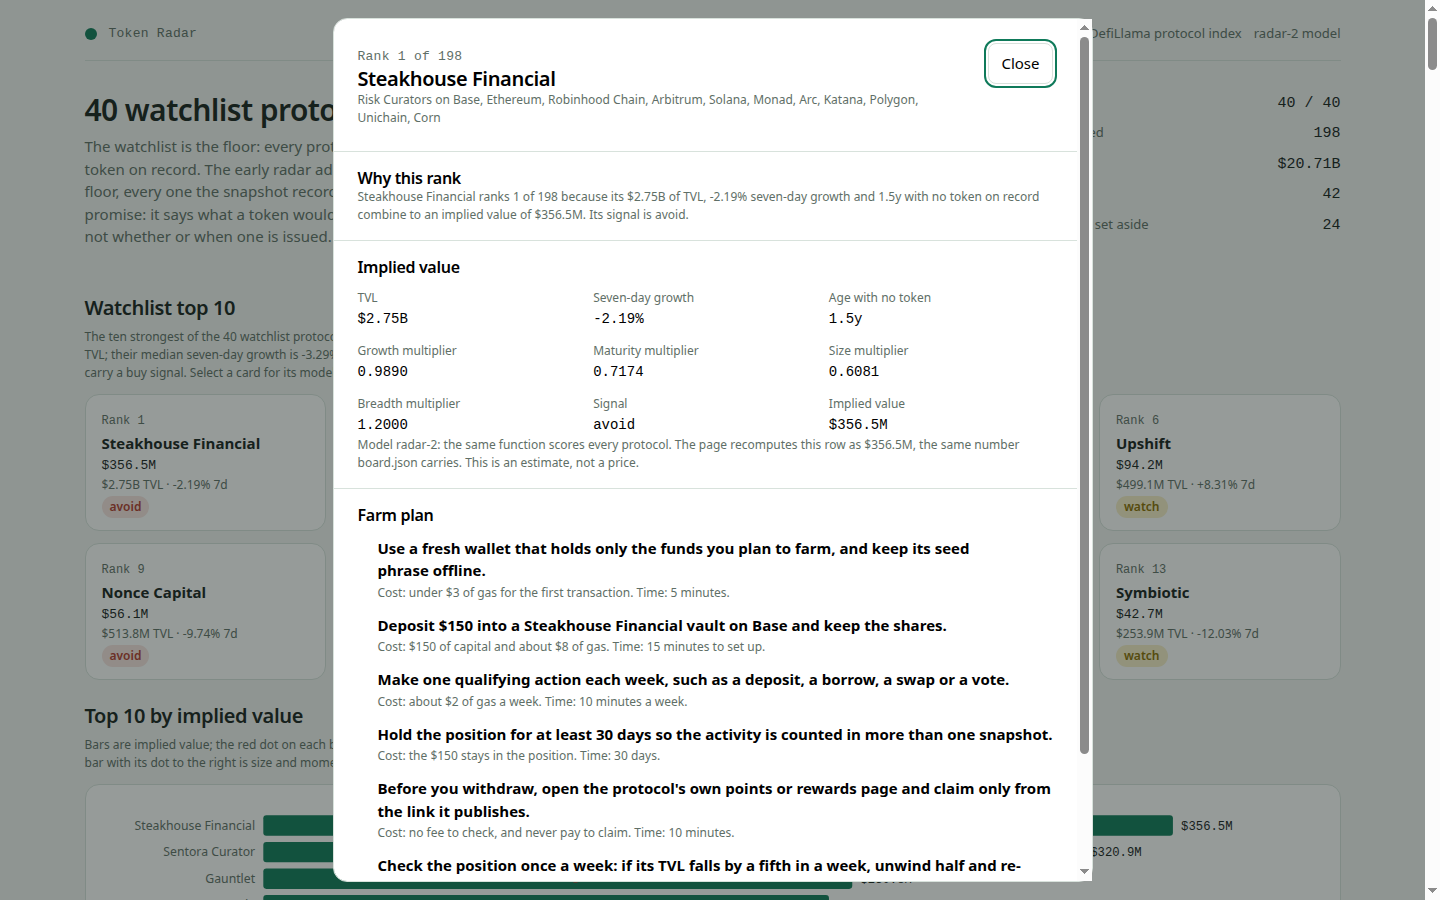 Token Radar
DefiLlama protocol index radar-2 model
40 watchlist proto
The watchlist is the floor: every prot
token on record. The early radar ad
floor, every one the snapshot record
promise: it says what a token would
not whether or when one is issued.
40 / 40
ed 198
$20.71B
42
set aside 24
Watchlist top 10
The ten strongest of the 40 watchlist protoco
TVL; their median seven-day growth is -3.29%
carry a buy signal. Select a card for its mode
Rank 1
Steakhouse Financial
$356.5M
$2.75B TVL · -2.19% 7d
avoid
Rank 6
Upshift
$94.2M
$499.1M TVL · +8.31% 7d
watch
Rank 9
Nonce Capital
$56.1M
$513.8M TVL · -9.74% 7d
avoid
Rank 13
Symbiotic
$42.7M
$253.9M TVL · -12.03% 7d
watch
Top 10 by implied value
Bars are implied value; the red dot on each b
bar with its dot to the right is size and mome
Steakhouse Financial $356.5M
Sentora Curator $320.9M
Gauntlet
Rank 1 of 198
Steakhouse Financial
Risk Curators on Base, Ethereum, Robinhood Chain, Arbitrum, Solana, Monad, Arc, Katana, Polygon,
Unichain, Corn
Close
Why this rank
Steakhouse Financial ranks 1 of 198 because its $2.75B of TVL, -2.19% seven-day growth and 1.5y with no token on record
combine to an implied value of $356.5M. Its signal is avoid.
Implied value
TVL Seven-day growth Age with no token
$2.75B -2.19% 1.5y
Growth multiplier Maturity multiplier Size multiplier
0.9890 0.7174 0.6081
Breadth multiplier Signal Implied value
1.2000 avoid $356.5M
Model radar-2: the same function scores every protocol. The page recomputes this row as $356.5M, the same number
board.json carries. This is an estimate, not a price.
Farm plan
Use a fresh wallet that holds only the funds you plan to farm, and keep its seed
phrase offline.
Cost: under $3 of gas for the first transaction. Time: 5 minutes.
Deposit $150 into a Steakhouse Financial vault on Base and keep the shares.
Cost: $150 of capital and about $8 of gas. Time: 15 minutes to set up.
Make one qualifying action each week, such as a deposit, a borrow, a swap or a vote.
Cost: about $2 of gas a week. Time: 10 minutes a week.
Hold the position for at least 30 days so the activity is counted in more than one snapshot.
Cost: the $150 stays in the position. Time: 30 days.
Before you withdraw, open the protocol's own points or rewards page and claim only from
the link it publishes.
Cost: no fee to check, and never pay to claim. Time: 10 minutes.
Check the position once a week: if its TVL falls by a fifth in a week, unwind half and re-